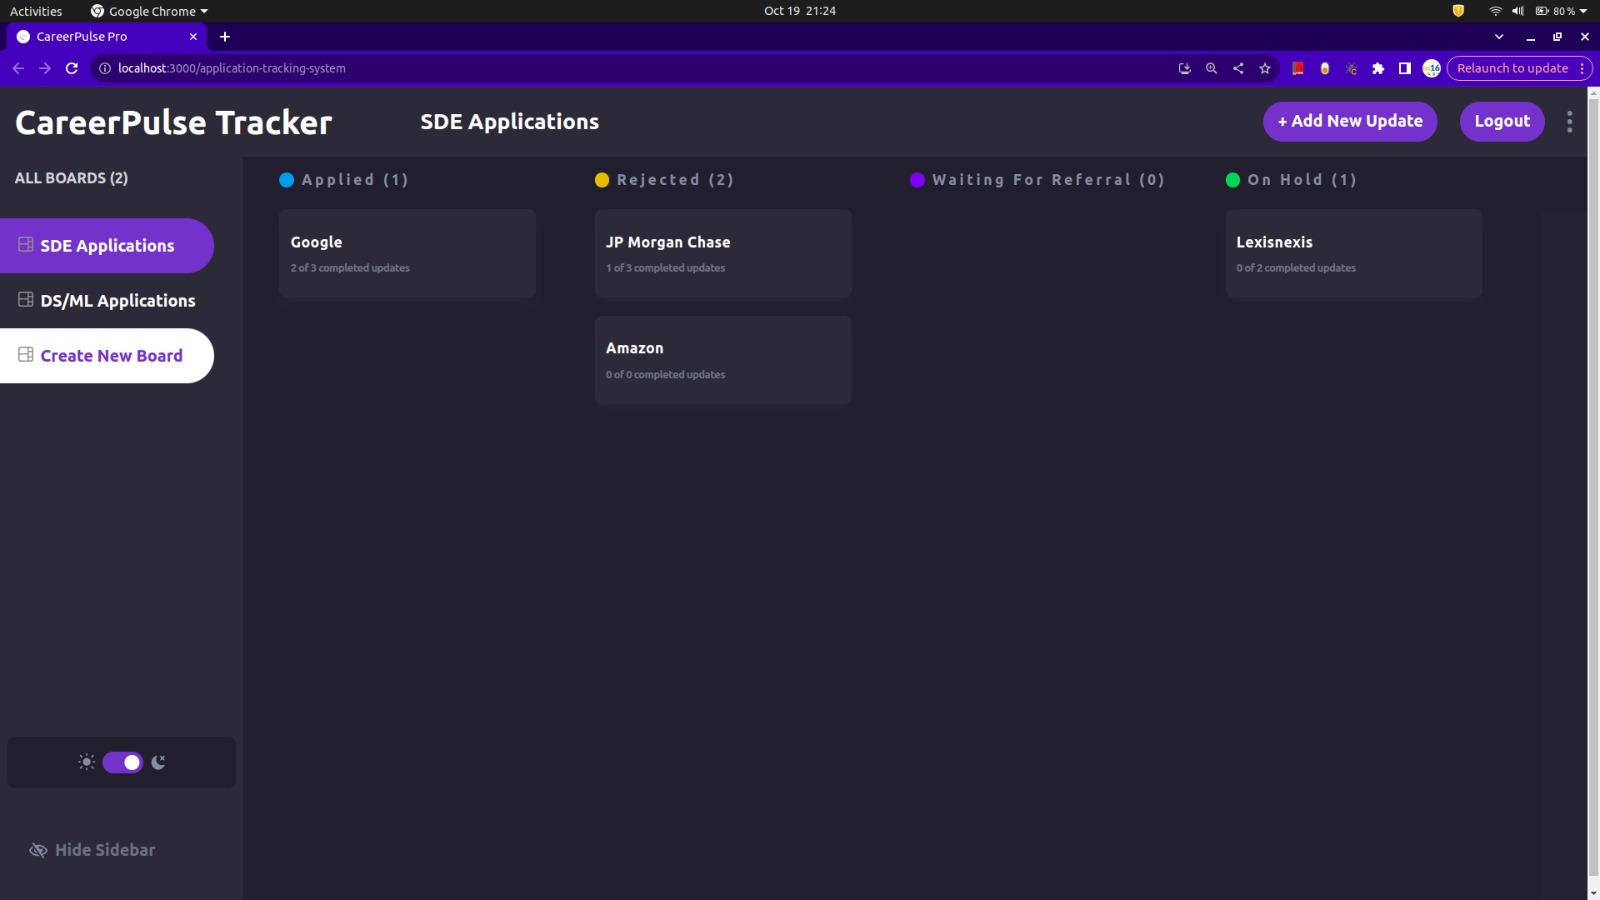 Activities
Google Chrome
Oct 19 21:24
80 %
CareerPulse Pro
localhost:3000/application-tracking-system
Relaunch to update
CareerPulse Tracker
SDE Applications
+ Add New Update
Logout
ALL BOARDS (2)
SDE Applications
DS/ML Applications
Create New Board
Hide Sidebar
Applied (1)
Google
2 of 3 completed updates
Rejected (2)
JP Morgan Chase
1 of 3 completed updates
Amazon
0 of 0 completed updates
Waiting For Referral (0)
On Hold (1)
Lexisnexis
0 of 2 completed updates